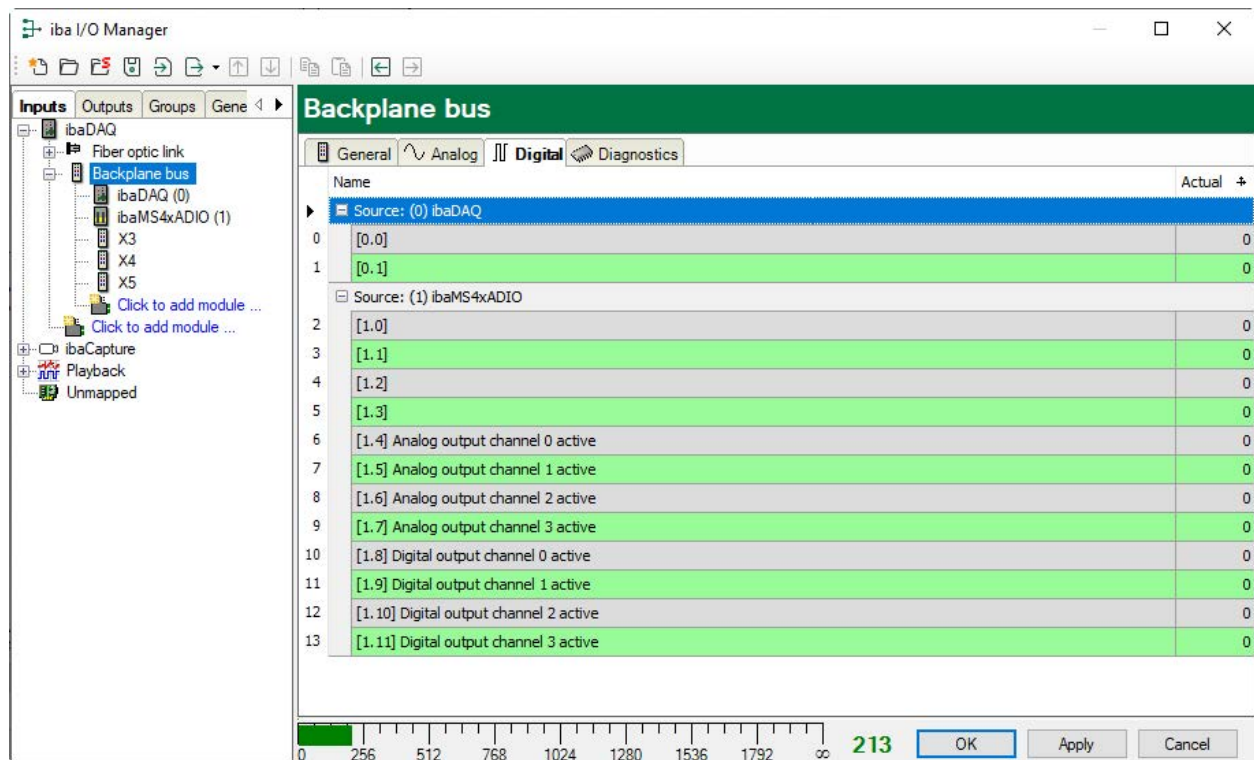 iba I/O Manager
Inputs Outputs Groups Gene
ibaDAQ
Fiber optic link
Backplane bus
ibaDAQ (0)
ibaMS4xADIO (1)
X3
X4
X5
Click to add module ...
Click to add module ...
ibaCapture
Playback
Unmapped
Backplane bus
General Analog Digital Diagnostics
Name Actual
Source: (0) ibaDAQ
0 [0.0] 0
1 [0.1] 0
Source: (1) ibaMS4xADIO
2 [1.0] 0
3 [1.1] 0
4 [1.2] 0
5 [1.3] 0
6 [1.4] Analog output channel 0 active 0
7 [1.5] Analog output channel 1 active 0
8 [1.6] Analog output channel 2 active 0
9 [1.7] Analog output channel 3 active 0
10 [1.8] Digital output channel 0 active 0
11 [1.9] Digital output channel 1 active 0
12 [1.10] Digital output channel 2 active 0
13 [1.11] Digital output channel 3 active 0
0 256 512 768 1024 1280 1536 1792 ∞ 213 OK Apply Cancel